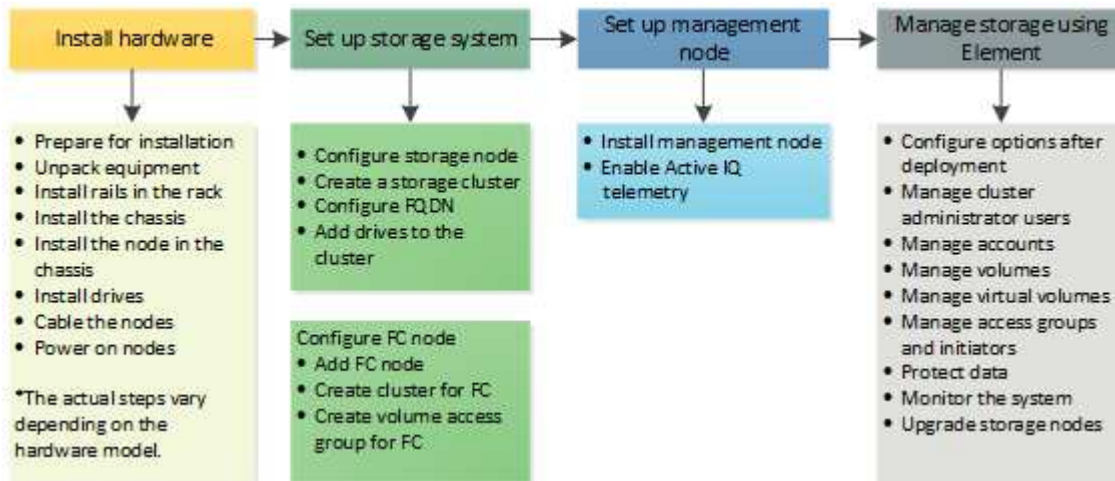 Install hardware
Set up storage system
Set up management
node
Manage storage using
Element
• Prepare for installation
• Unpack equipment
• Install rails in the rack
• Install the chassis
• Install the node in the
chassis
• Install drives
• Cable the nodes
• Power on nodes
*The actual steps vary
depending on the
hardware model.
• Configure storage node
• Create a storage cluster
• Configure FQDN
• Add drives to the
cluster
Configure FC node
• Add FC node
• Create cluster for FC
• Create volume access
group for FC
• Install management node
• Enable Active IQ
telemetry
• Configure options after
deployment
• Manage cluster
administrator users
• Manage accounts
• Manage volumes
• Manage virtual volumes
• Manage access groups
and initiators
• Protect data
• Monitor the system
• Upgrade storage nodes